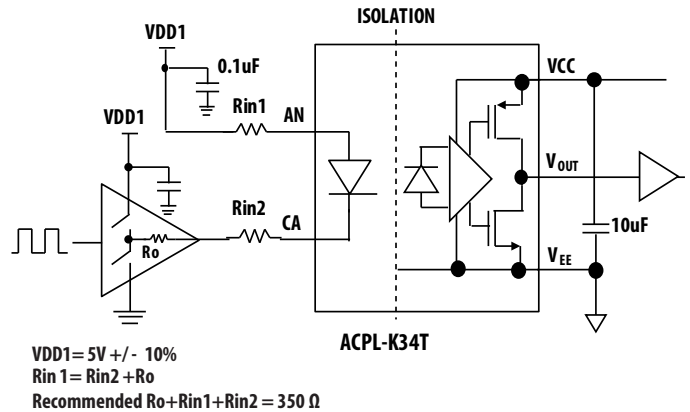 ISOLATION
VDD1
0.1uF
VCC
Rin1
AN
VDD1
VOUT
Rin2
CA
Ro
10uF
VEE
ACPL-K34T
VDD1= 5V +/- 10%
Rin 1= Rin2 +Ro
Recommended Ro+Rin1+Rin2 = 350 Ω